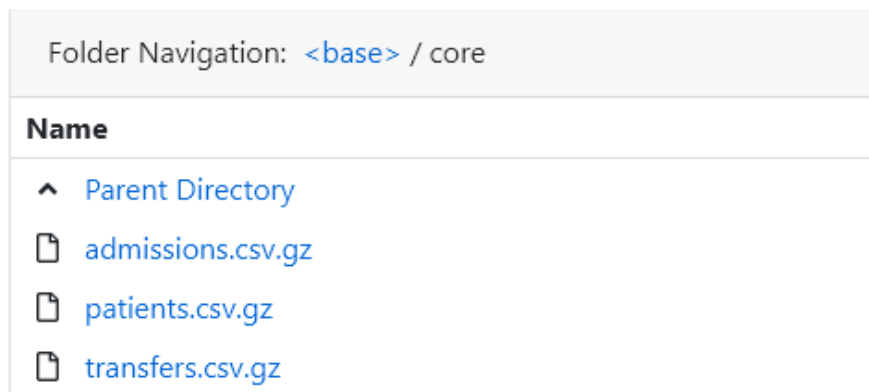 Folder Navigation: <base> / core
Name
Parent Directory
admissions.csv.gz
patients.csv.gz
transfers.csv.gz